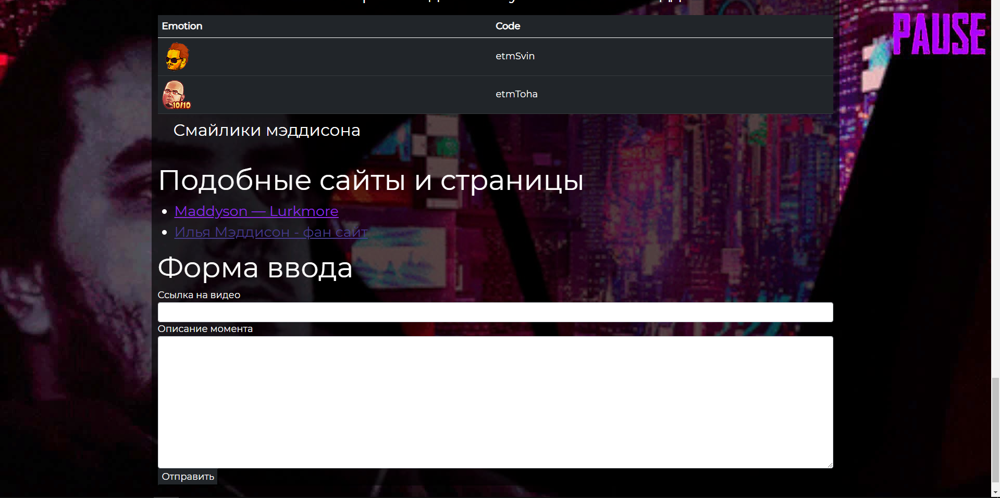 PAUSE
Emotion Code
etmSvin
10/10 etmToha
Смайлики мэддисона
Подобные сайты и страницы
Maddyson — Lurkmore
Илья Мэддисон - фан сайт
Форма ввода
Ссылка на видео
Описание момента
Отправить